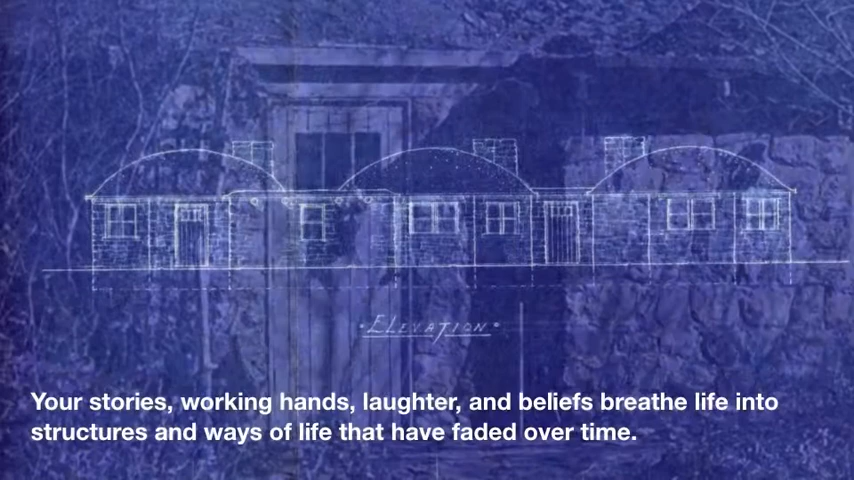 • ELEVATION •
Your stories, working hands, laughter, and beliefs breathe life into
structures and ways of life that have faded over time.